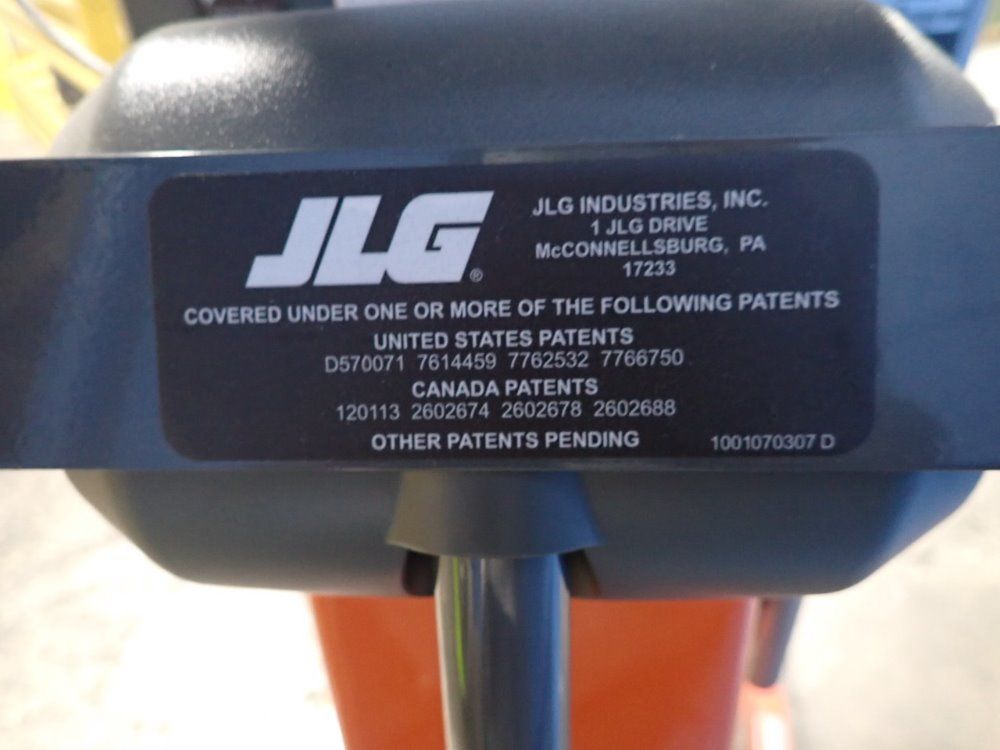 JLG®
JLG INDUSTRIES, INC.
1 JLG DRIVE
McCONNELLSBURG, PA
17233
COVERED UNDER ONE OR MORE OF THE FOLLOWING PATENTS
UNITED STATES PATENTS
D570071 7614459 7762532 7766750
CANADA PATENTS
120113 2602674 2602678 2602688
OTHER PATENTS PENDING
1001070307 D